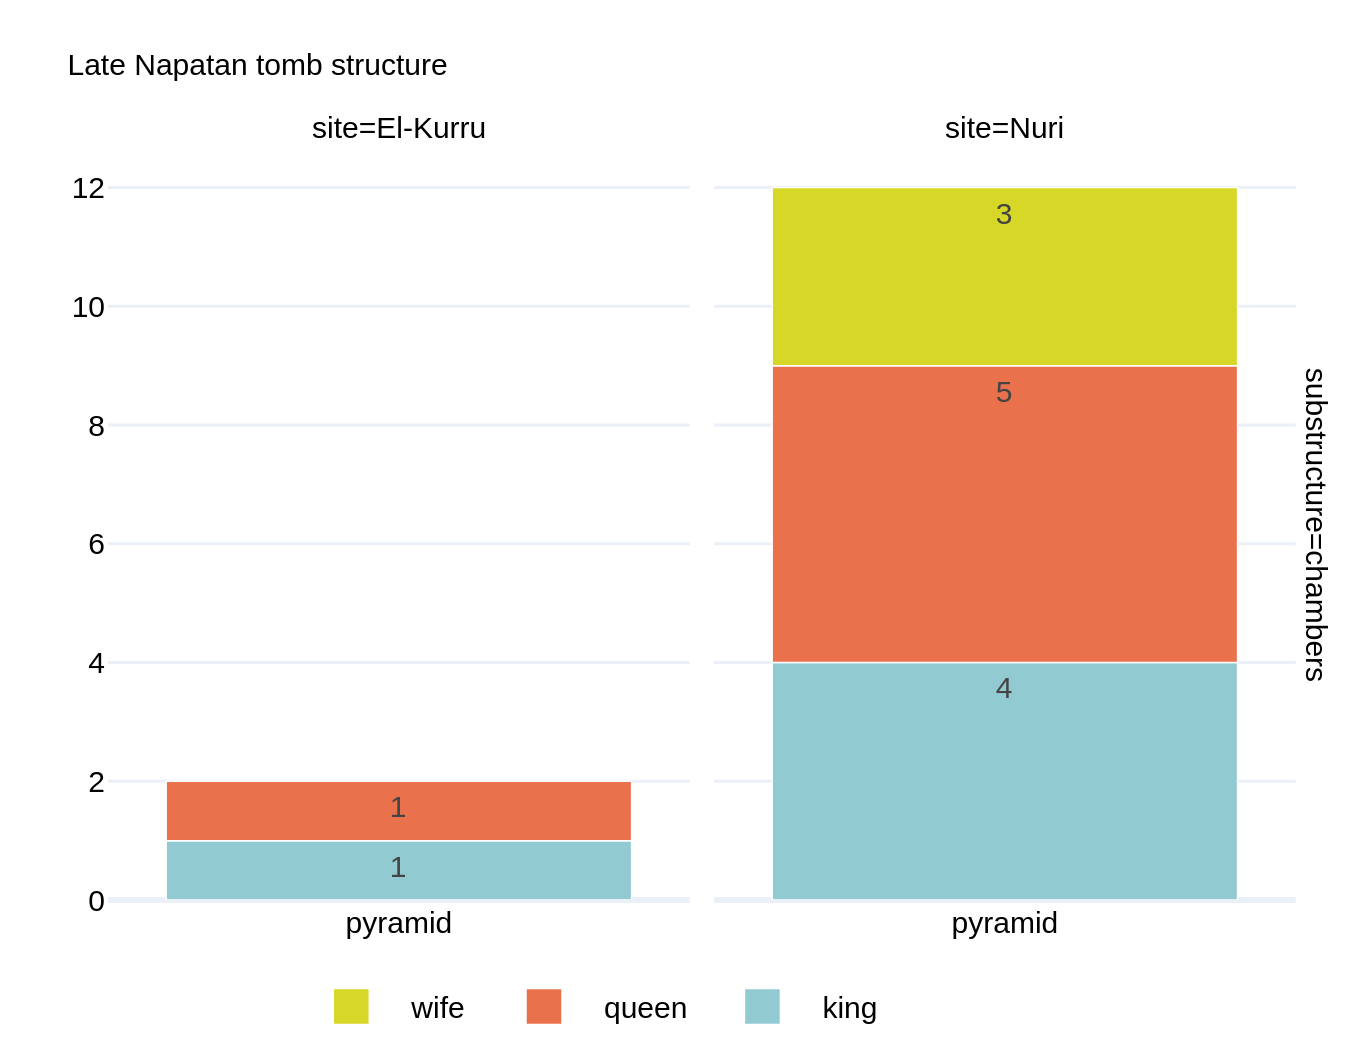 Late Napatan tomb structure
site=El-Kurru
site=Nuri
12
10
8
6
4
2
0
1
1
3
5
4
substructure=chambers
pyramid
pyramid
wife
queen
king